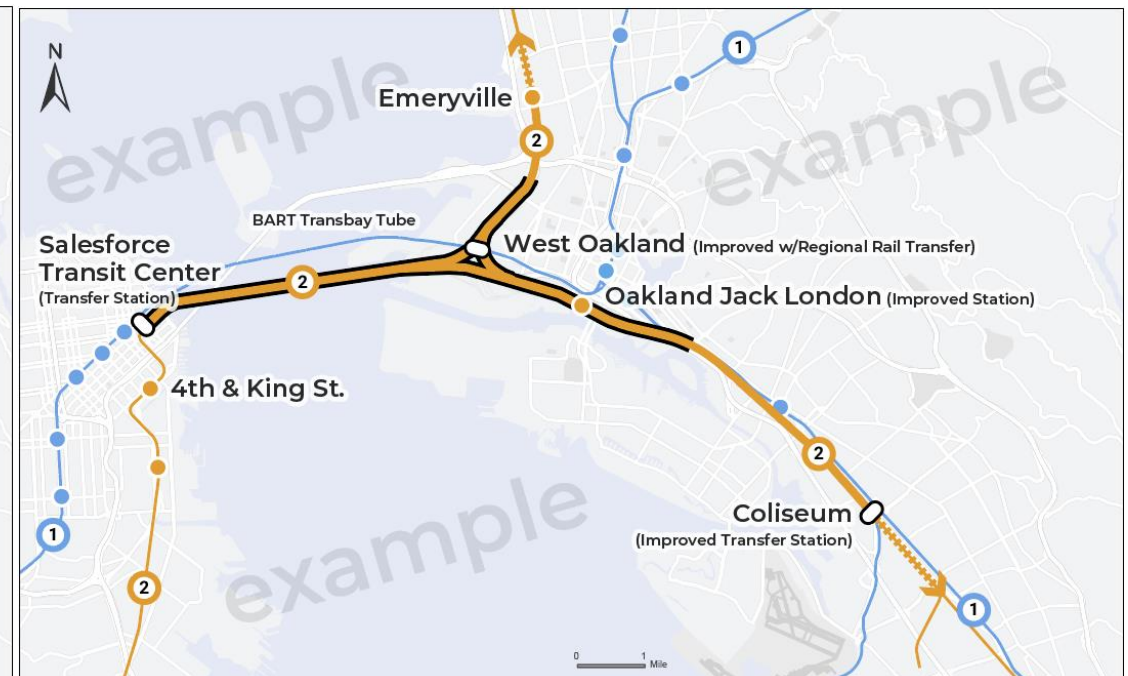 N
1
example
Emeryville
2
example
BART Transbay Tube
Salesforce
Transit Center
(Transfer Station)
2
West Oakland (Improved w/Regional Rail Transfer)
Oakland Jack London (Improved Station)
4th & King St.
2
example
Coliseum
(Improved Transfer Station)
1
2
1
0 1 Mile